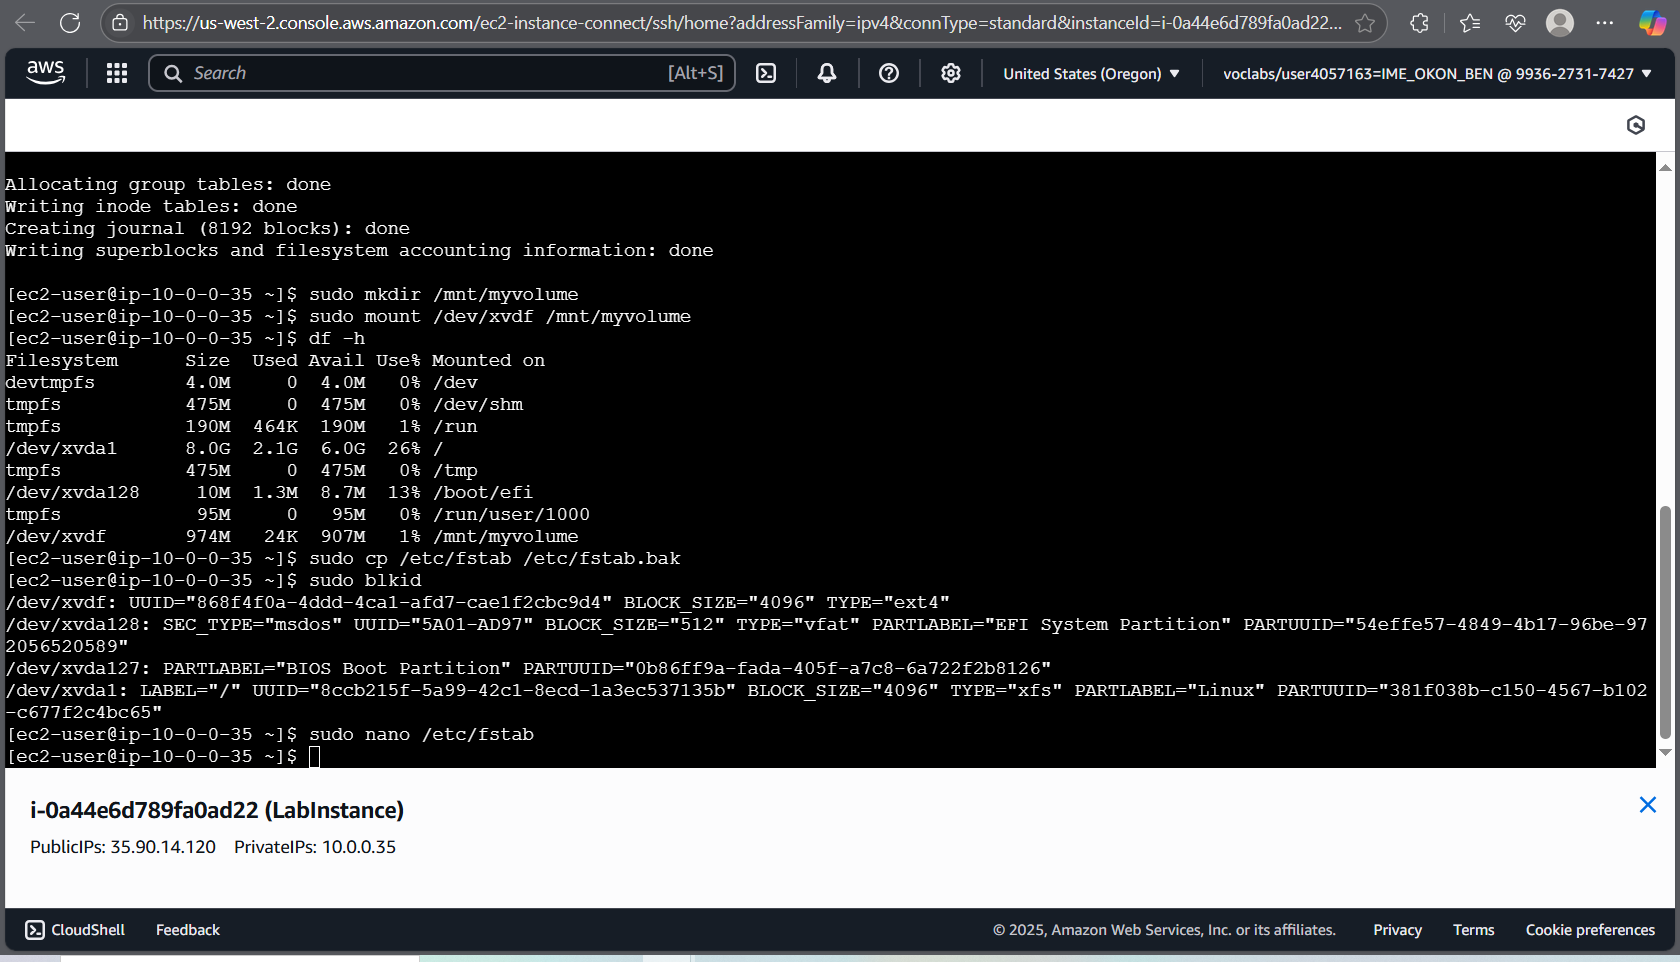 https://us-west-2.console.aws.amazon.com/ec2-instance-connect/ssh/home?addressFamily=ipv4&connType=standard&instanceId=i-0a44e6d789fa0ad22...
aws
Search
[Alt+S]
United States (Oregon)
voclabs/user4057163=IME_OKON_BEN @ 9936-2731-7427
Allocating group tables: done
Writing inode tables: done
Creating journal (8192 blocks): done
Writing superblocks and filesystem accounting information: done
[ec2-user@ip-10-0-0-35 ~]$ sudo mkdir /mnt/myvolume
[ec2-user@ip-10-0-0-35 ~]$ sudo mount /dev/xvdf /mnt/myvolume
[ec2-user@ip-10-0-0-35 ~]$ df -h
Filesystem      Size  Used Avail Use% Mounted on
devtmpfs        4.0M     0  4.0M   0% /dev
tmpfs           475M     0  475M   0% /dev/shm
tmpfs           190M  464K  190M   1% /run
/dev/xvda1      8.0G  2.1G  6.0G  26% /
tmpfs           475M     0  475M   0% /tmp
/dev/xvda128     10M  1.3M  8.7M  13% /boot/efi
tmpfs            95M     0   95M   0% /run/user/1000
/dev/xvdf       974M   24K  907M   1% /mnt/myvolume
[ec2-user@ip-10-0-0-35 ~]$ sudo cp /etc/fstab /etc/fstab.bak
[ec2-user@ip-10-0-0-35 ~]$ sudo blkid
/dev/xvdf: UUID="868f4f0a-4ddd-4ca1-afd7-cae1f2cbc9d4" BLOCK_SIZE="4096" TYPE="ext4"
/dev/xvda128: SEC_TYPE="msdos" UUID="5A01-AD97" BLOCK_SIZE="512" TYPE="vfat" PARTLABEL="EFI System Partition" PARTUUID="54effe57-4849-4b17-96be-97
2056520589"
/dev/xvda127: PARTLABEL="BIOS Boot Partition" PARTUUID="0b86ff9a-fada-405f-a7c8-6a722f2b8126"
/dev/xvda1: LABEL="/" UUID="8ccb215f-5a99-42c1-8ecd-1a3ec537135b" BLOCK_SIZE="4096" TYPE="xfs" PARTLABEL="Linux" PARTUUID="381f038b-c150-4567-b102
-c677f2c4bc65"
[ec2-user@ip-10-0-0-35 ~]$ sudo nano /etc/fstab
[ec2-user@ip-10-0-0-35 ~]$
i-0a44e6d789fa0ad22 (LabInstance)
PublicIPs: 35.90.14.120 PrivateIPs: 10.0.0.35
CloudShell
Feedback
© 2025, Amazon Web Services, Inc. or its affiliates.
Privacy
Terms
Cookie preferences